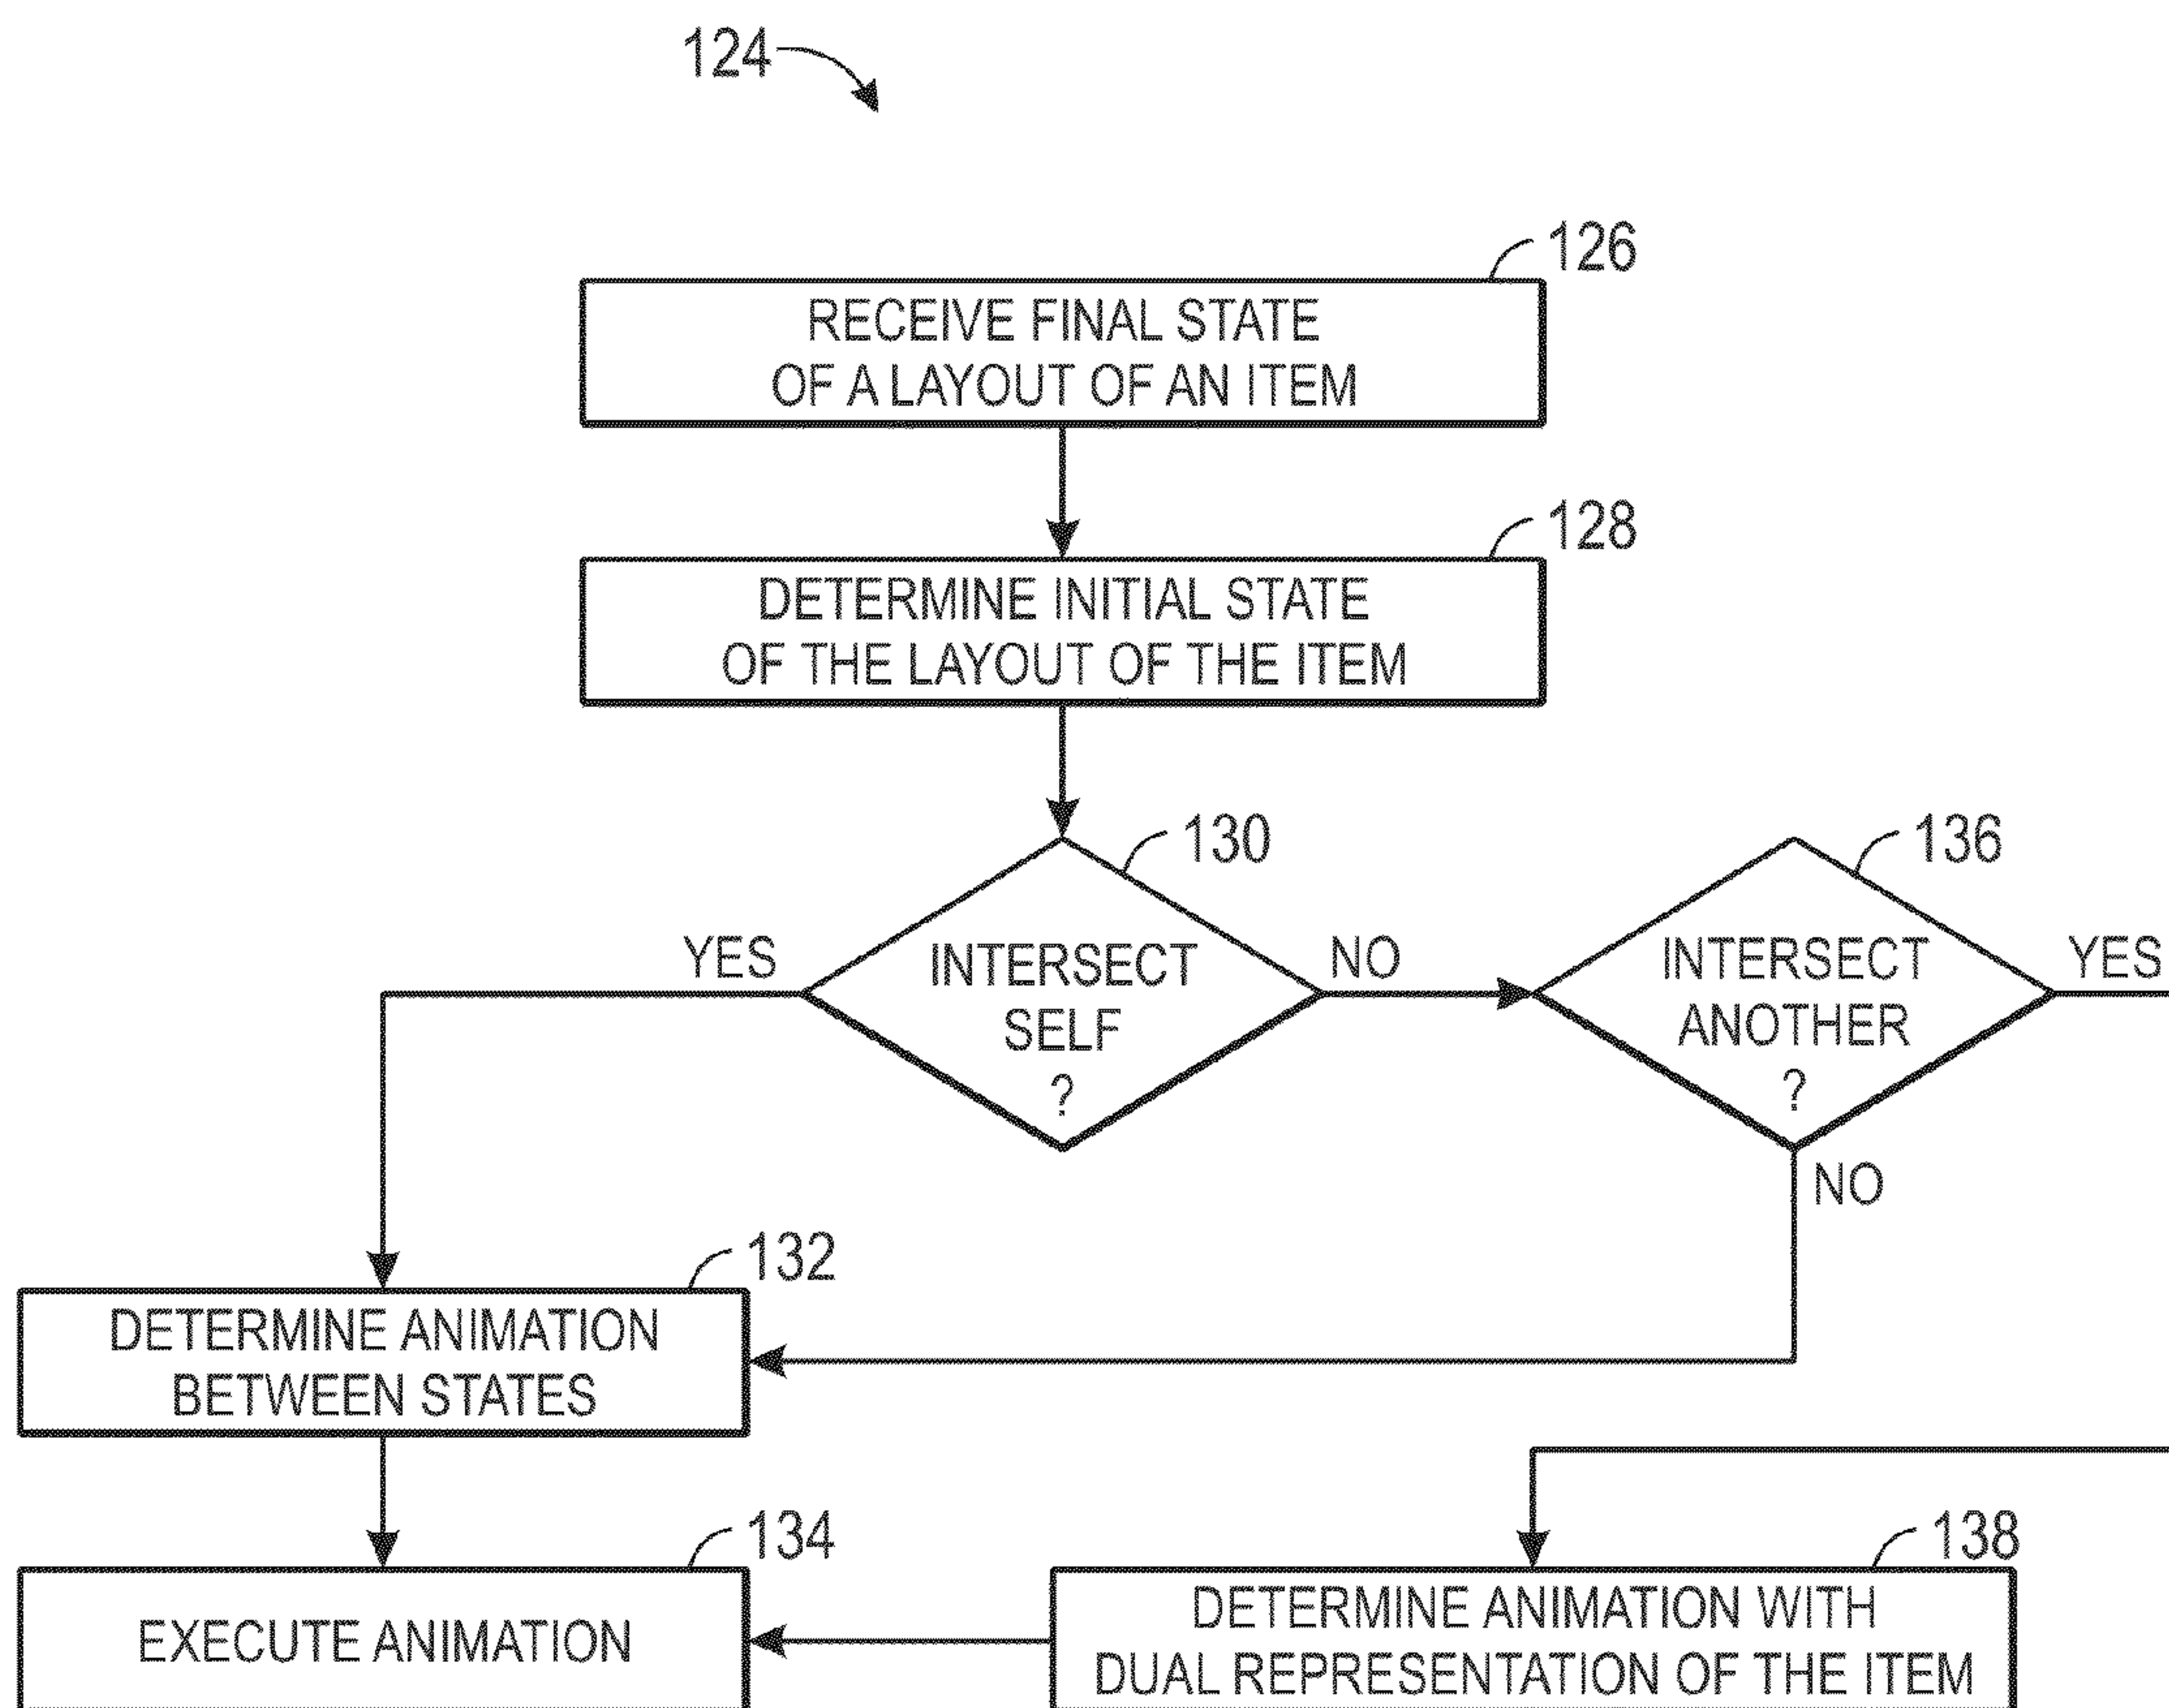 124
126
RECEIVE FINAL STATE
OF A LAYOUT OF AN ITEM
128
DETERMINE INITIAL STATE
OF THE LAYOUT OF THE ITEM
130
136
YES
INTERSECT
SELF
?
NO
INTERSECT
ANOTHER
?
YES
NO
132
DETERMINE ANIMATION
BETWEEN STATES
134
EXECUTE ANIMATION
138
DETERMINE ANIMATION WITH
DUAL REPRESENTATION OF THE ITEM